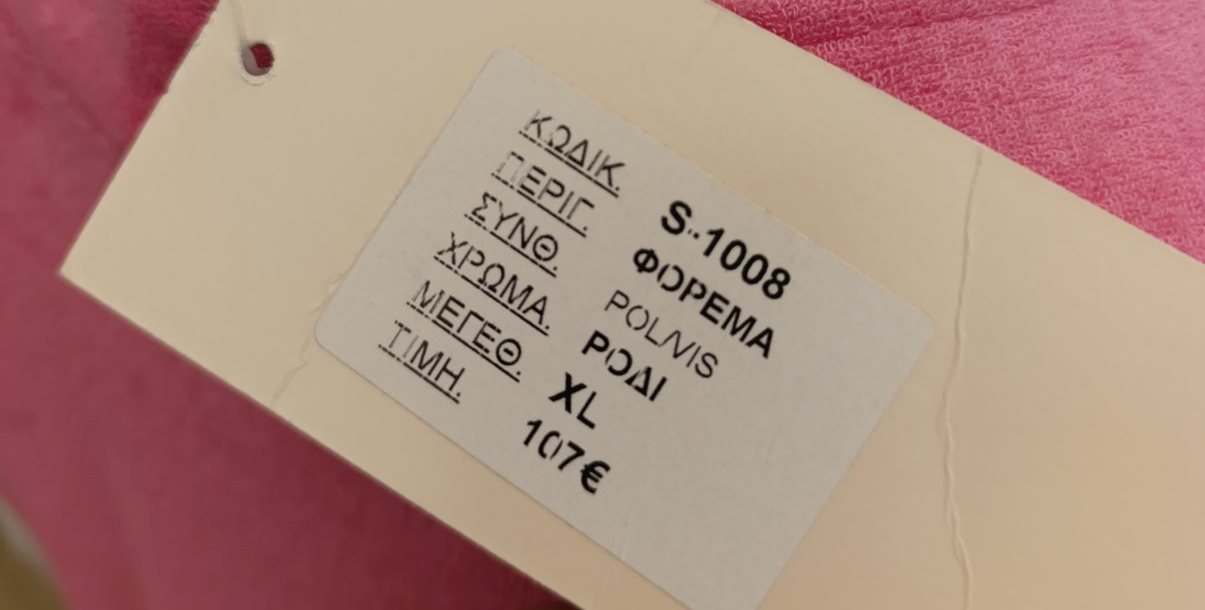 ΚΩΔΙΚ. S..1008
ΠΕΡΙΓ. ΦΟΡΕΜΑ
ΣΥΝΘ. POL/VIS
ΧΡΩΜΑ. ΡΟΔΙ
ΜΕΓΕΘ. XL
ΤΙΜΗ. 107€